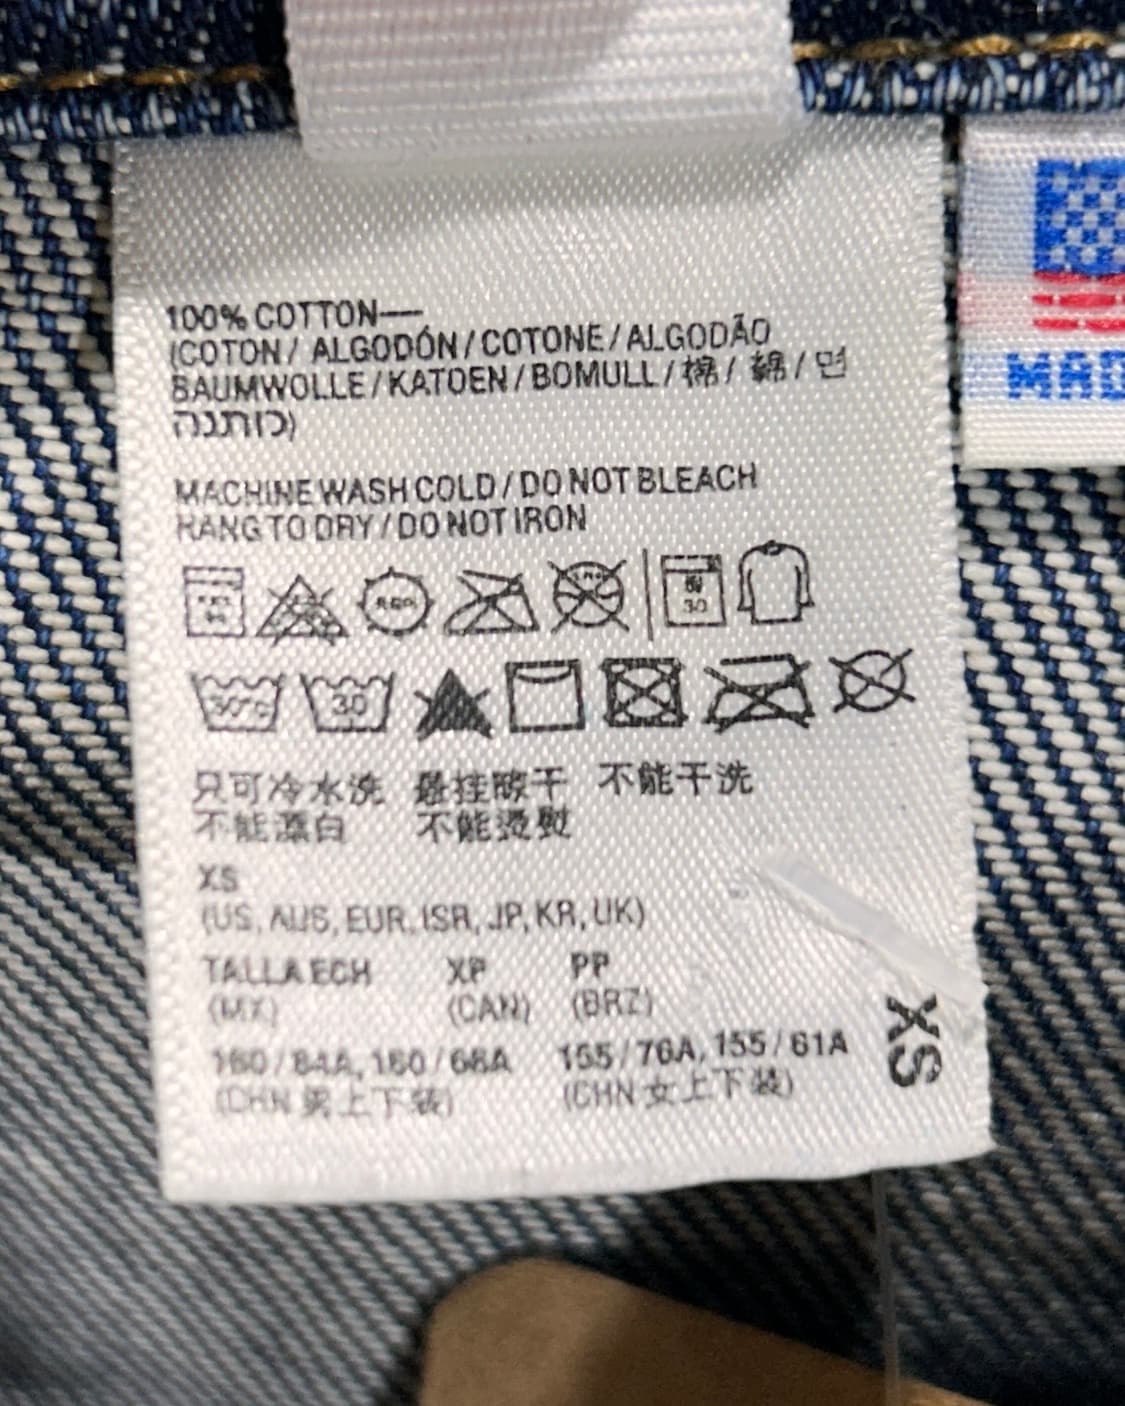 100% COTTON—
(COTON / ALGODÓN / COTONE / ALGODÃO
BAUMWOLLE / KATOEN / BOMULL / 棉 / 綿 / 면
כותנה)
MACHINE WASH COLD / DO NOT BLEACH
HANG TO DRY / DO NOT IRON
30
30°C 30
只可冷水洗 悬挂晾干 不能干洗
不能漂白 不能烫熨
XS
(US, AUS, EUR, ISR, JP, KR, UK)
TALLA ECH XP PP
(MX) (CAN) (BRZ)
160 / 84A, 160 / 68A 155 / 76A, 155 / 61A
(CHN 男上下装) (CHN 女上下装)
XS
MAD